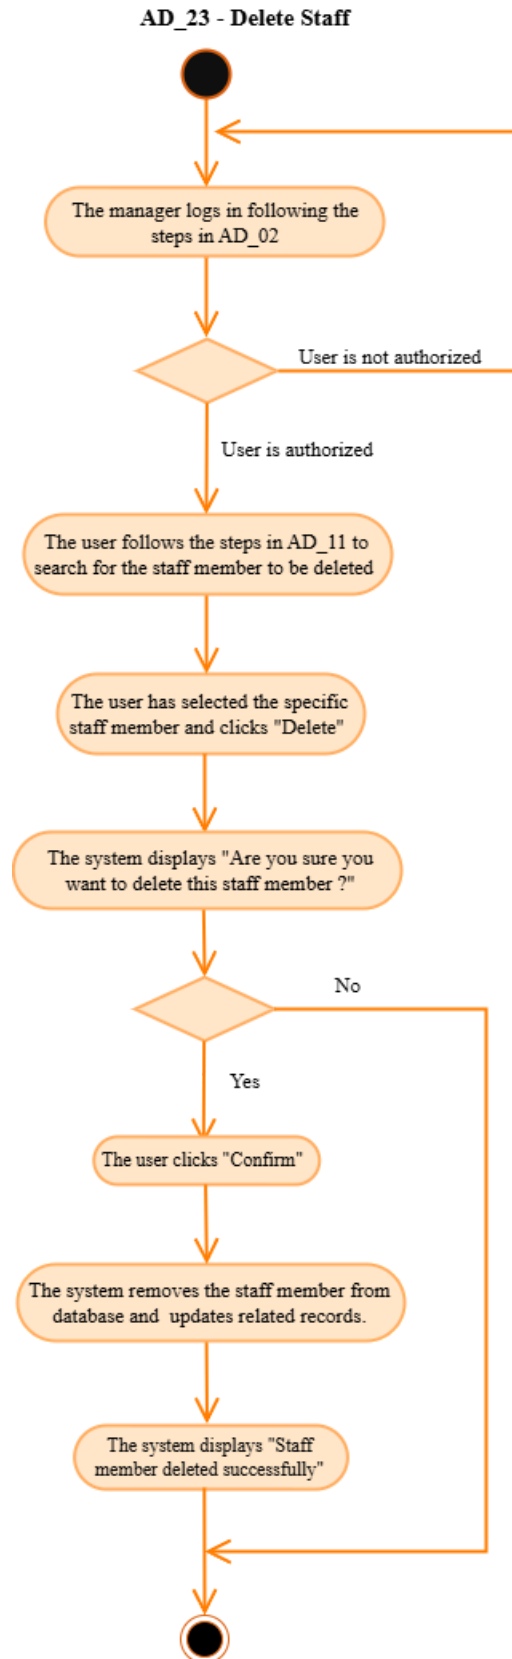 AD_23 - Delete Staff
The manager logs in following the
steps in AD_02
User is not authorized
User is authorized
The user follows the steps in AD_11 to
search for the staff member to be deleted
The user has selected the specific
staff member and clicks "Delete"
The system displays "Are you sure you
want to delete this staff member ?"
No
Yes
The user clicks "Confirm"
The system removes the staff member from
database and  updates related records.
The system displays "Staff
member deleted successfully"